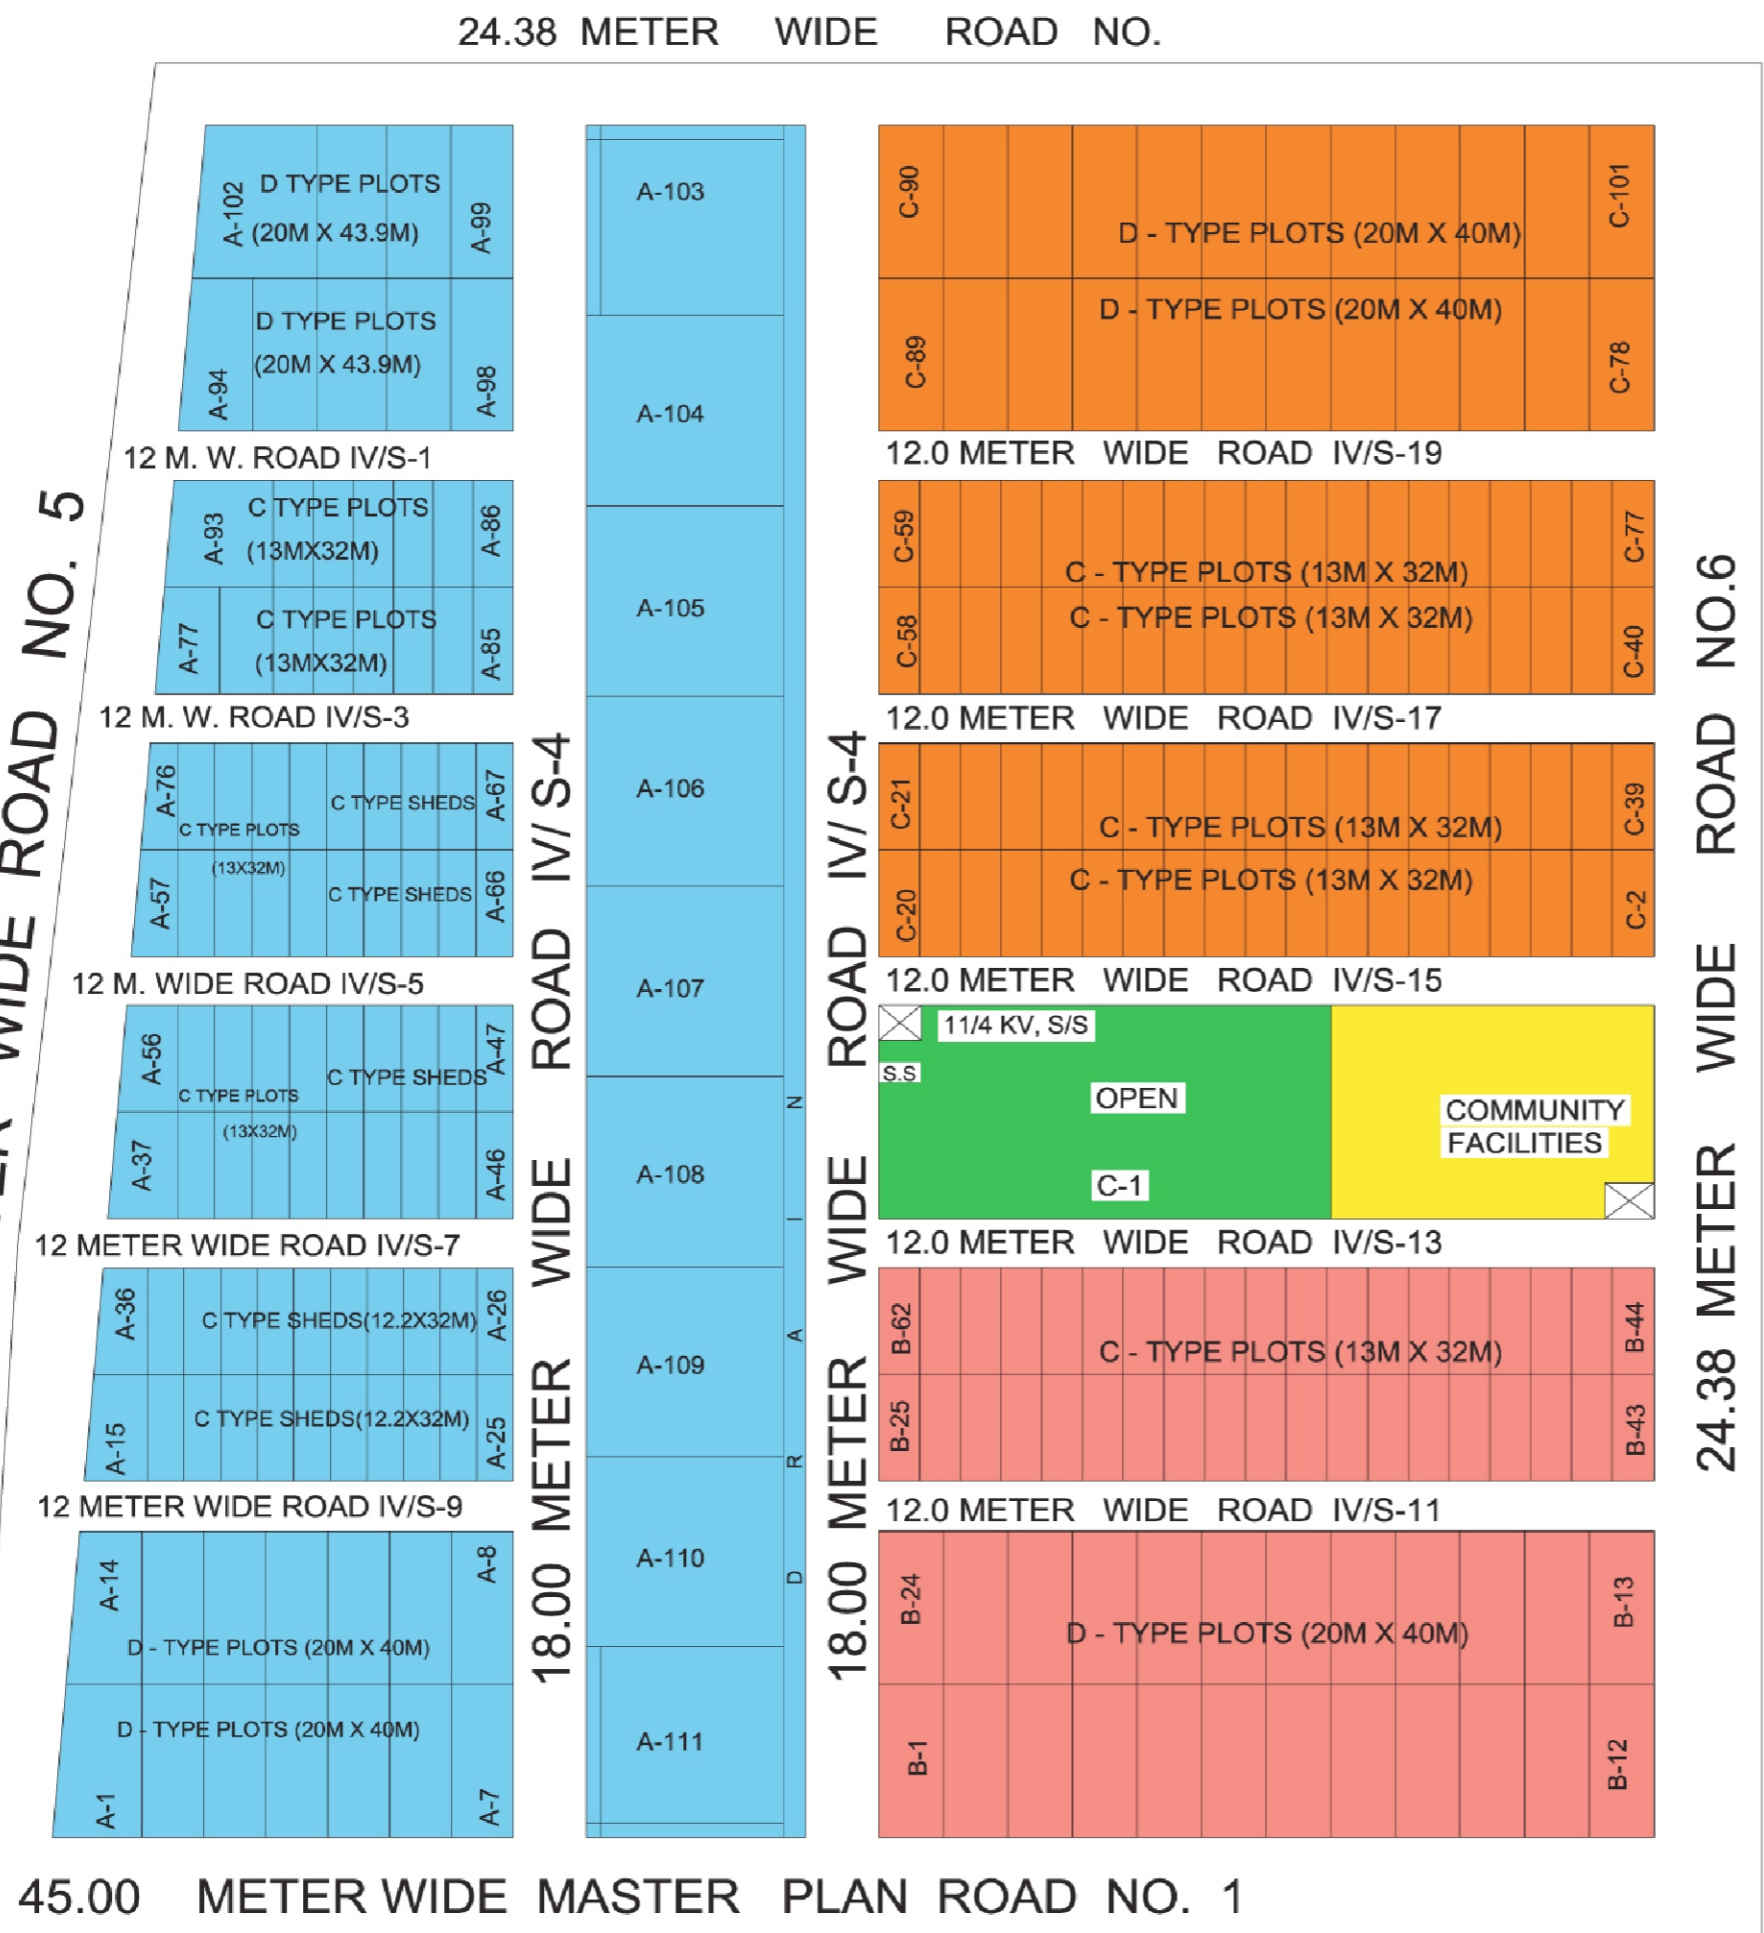 24.38 METER WIDE ROAD NO.
A-102
D TYPE PLOTS
(20M X 43.9M)
A-99
D TYPE PLOTS
(20M X 43.9M)
A-94
A-98
12 M. W. ROAD IV/S-1
A-93
C TYPE PLOTS
(13MX32M)
A-86
A-77
C TYPE PLOTS
(13MX32M)
A-85
12 M. W. ROAD IV/S-3
A-76
C TYPE PLOTS
C TYPE SHEDS
A-67
A-57
(13X32M)
C TYPE SHEDS
A-66
12 M. WIDE ROAD IV/S-5
A-56
C TYPE PLOTS
C TYPE SHEDS
A-47
A-37
(13X32M)
A-46
12 METER WIDE ROAD IV/S-7
A-36
C TYPE SHEDS(12.2X32M)
A-26
A-15
C TYPE SHEDS(12.2X32M)
A-25
12 METER WIDE ROAD IV/S-9
A-14
A-8
D - TYPE PLOTS (20M X 40M)
D - TYPE PLOTS (20M X 40M)
A-1
A-7
WIDE ROAD NO. 5
18.00 METER WIDE ROAD IV/ S-4
A-103
A-104
A-105
A-106
A-107
A-108
A-109
A-110
A-111
D R A I N
18.00 METER WIDE ROAD IV/ S-4
C-90
D - TYPE PLOTS (20M X 40M)
C-101
C-89
D - TYPE PLOTS (20M X 40M)
C-78
12.0 METER WIDE ROAD IV/S-19
C-59
C - TYPE PLOTS (13M X 32M)
C-77
C-58
C - TYPE PLOTS (13M X 32M)
C-40
12.0 METER WIDE ROAD IV/S-17
C-21
C - TYPE PLOTS (13M X 32M)
C-39
C-20
C - TYPE PLOTS (13M X 32M)
C-2
12.0 METER WIDE ROAD IV/S-15
11/4 KV, S/S
S.S
OPEN
C-1
COMMUNITY
FACILITIES
12.0 METER WIDE ROAD IV/S-13
B-62
C - TYPE PLOTS (13M X 32M)
B-44
B-25
B-43
12.0 METER WIDE ROAD IV/S-11
B-24
D - TYPE PLOTS (20M X 40M)
B-13
B-1
B-12
24.38 METER WIDE ROAD NO.6
45.00 METER WIDE MASTER PLAN ROAD NO. 1